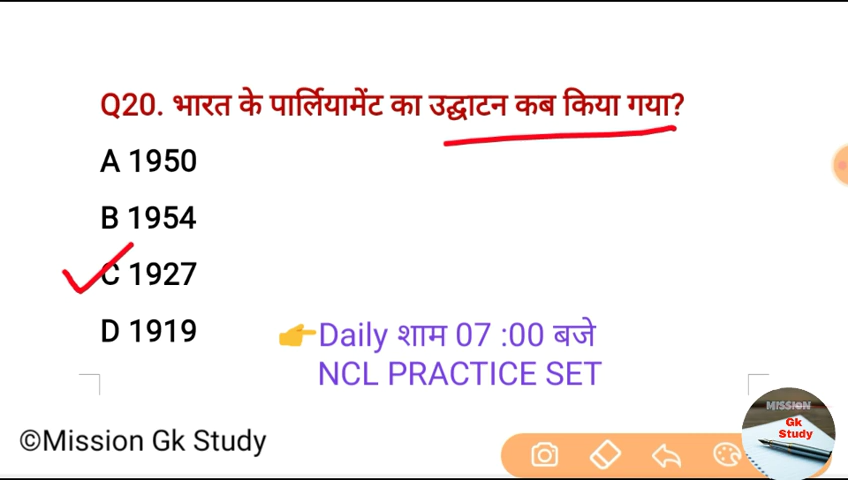 Q20. भारत के पार्लियामेंट का उद्घाटन कब किया गया?
A 1950
B 1954
C 1927
D 1919
👉Daily शाम 07 :00 बजे
NCL PRACTICE SET
©Mission Gk Study
MISSION
Gk
Study